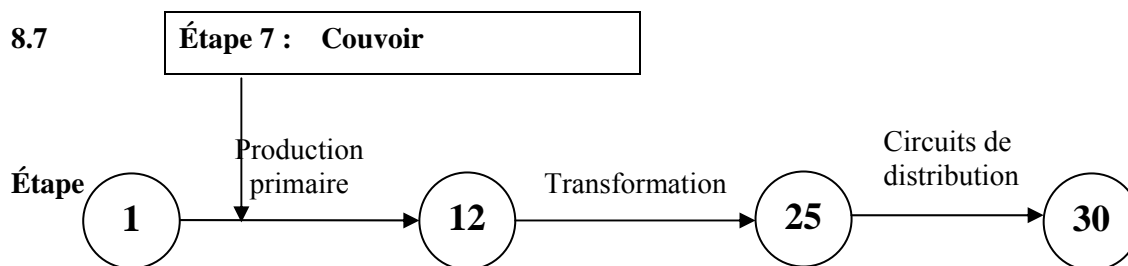 8.7 Étape 7 : Couvoir
Production
primaire
Circuits de
distribution
Étape
Transformation
1
12
25
30